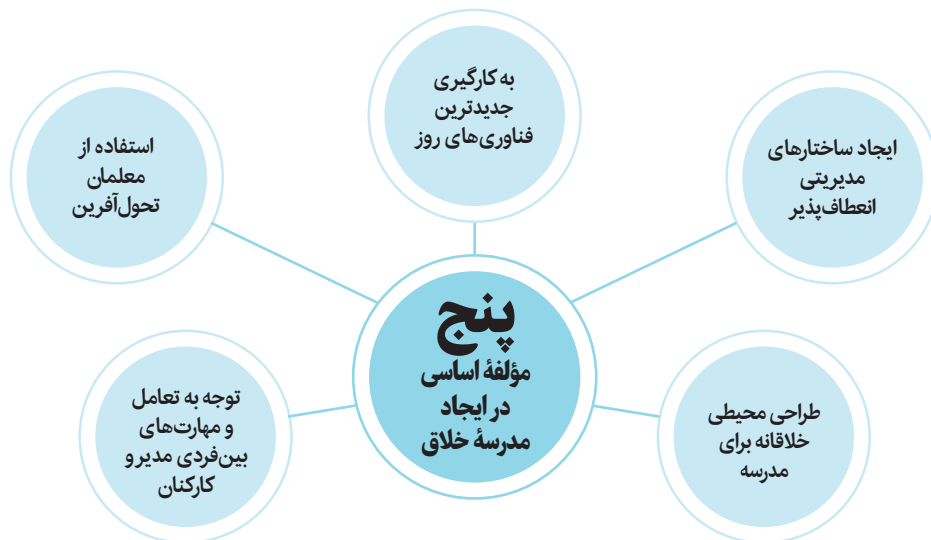 پنج
مؤلفهٔ اساسی
در ایجاد
مدرسهٔ خلاق
ایجاد ساختارهای
مدیریتی
انعطاف‌پذیر
به کارگیری
جدیدترین
فناوری‌های روز
استفاده از
معلمان
تحول‌آفرین
طراحی محیطی
خلاقانه برای
مدرسه
توجه به تعامل
و مهارت‌های
بین‌فردی مدیر و
کارکنان